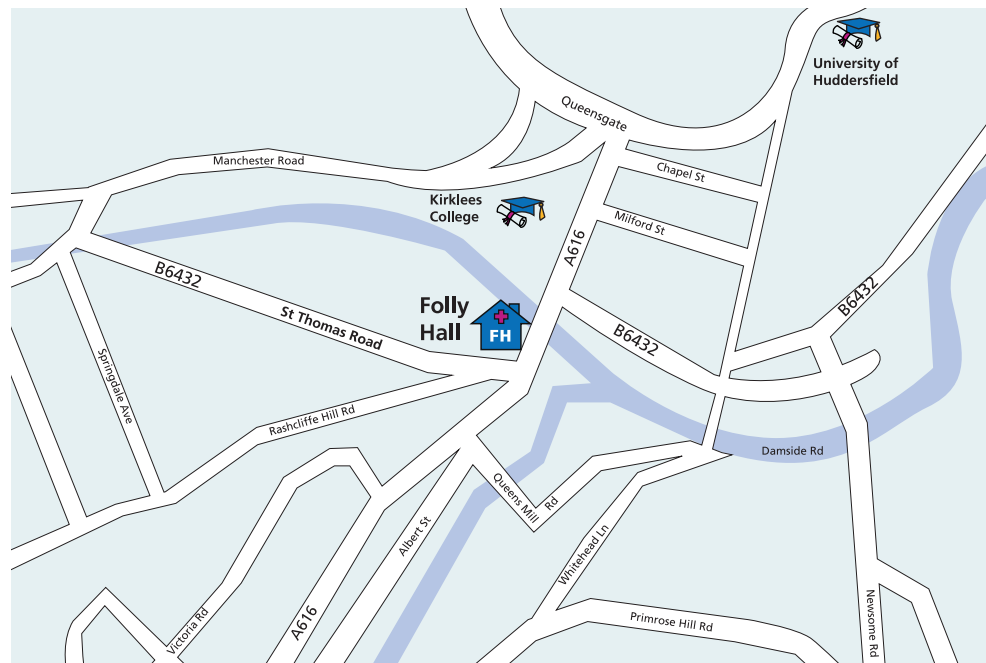 University of
Huddersfield
Queensgate
Manchester Road
Chapel St
Kirklees
College
Milford St
A616
B6432
B6432
St Thomas Road
Folly
Hall
FH
B6432
Springdale Ave
Rashcliffe Hill Rd
Damside Rd
Queens Mill
Rd
Albert St
Whitehead Ln
Victoria Rd
A616
Primrose Hill Rd
Newsome Rd